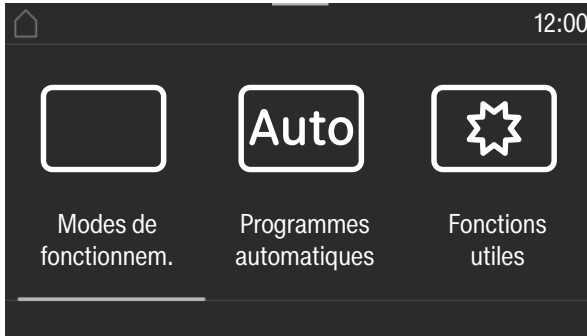 12:00
Auto
Modes de
fonctionnem.
Programmes
automatiques
Fonctions
utiles